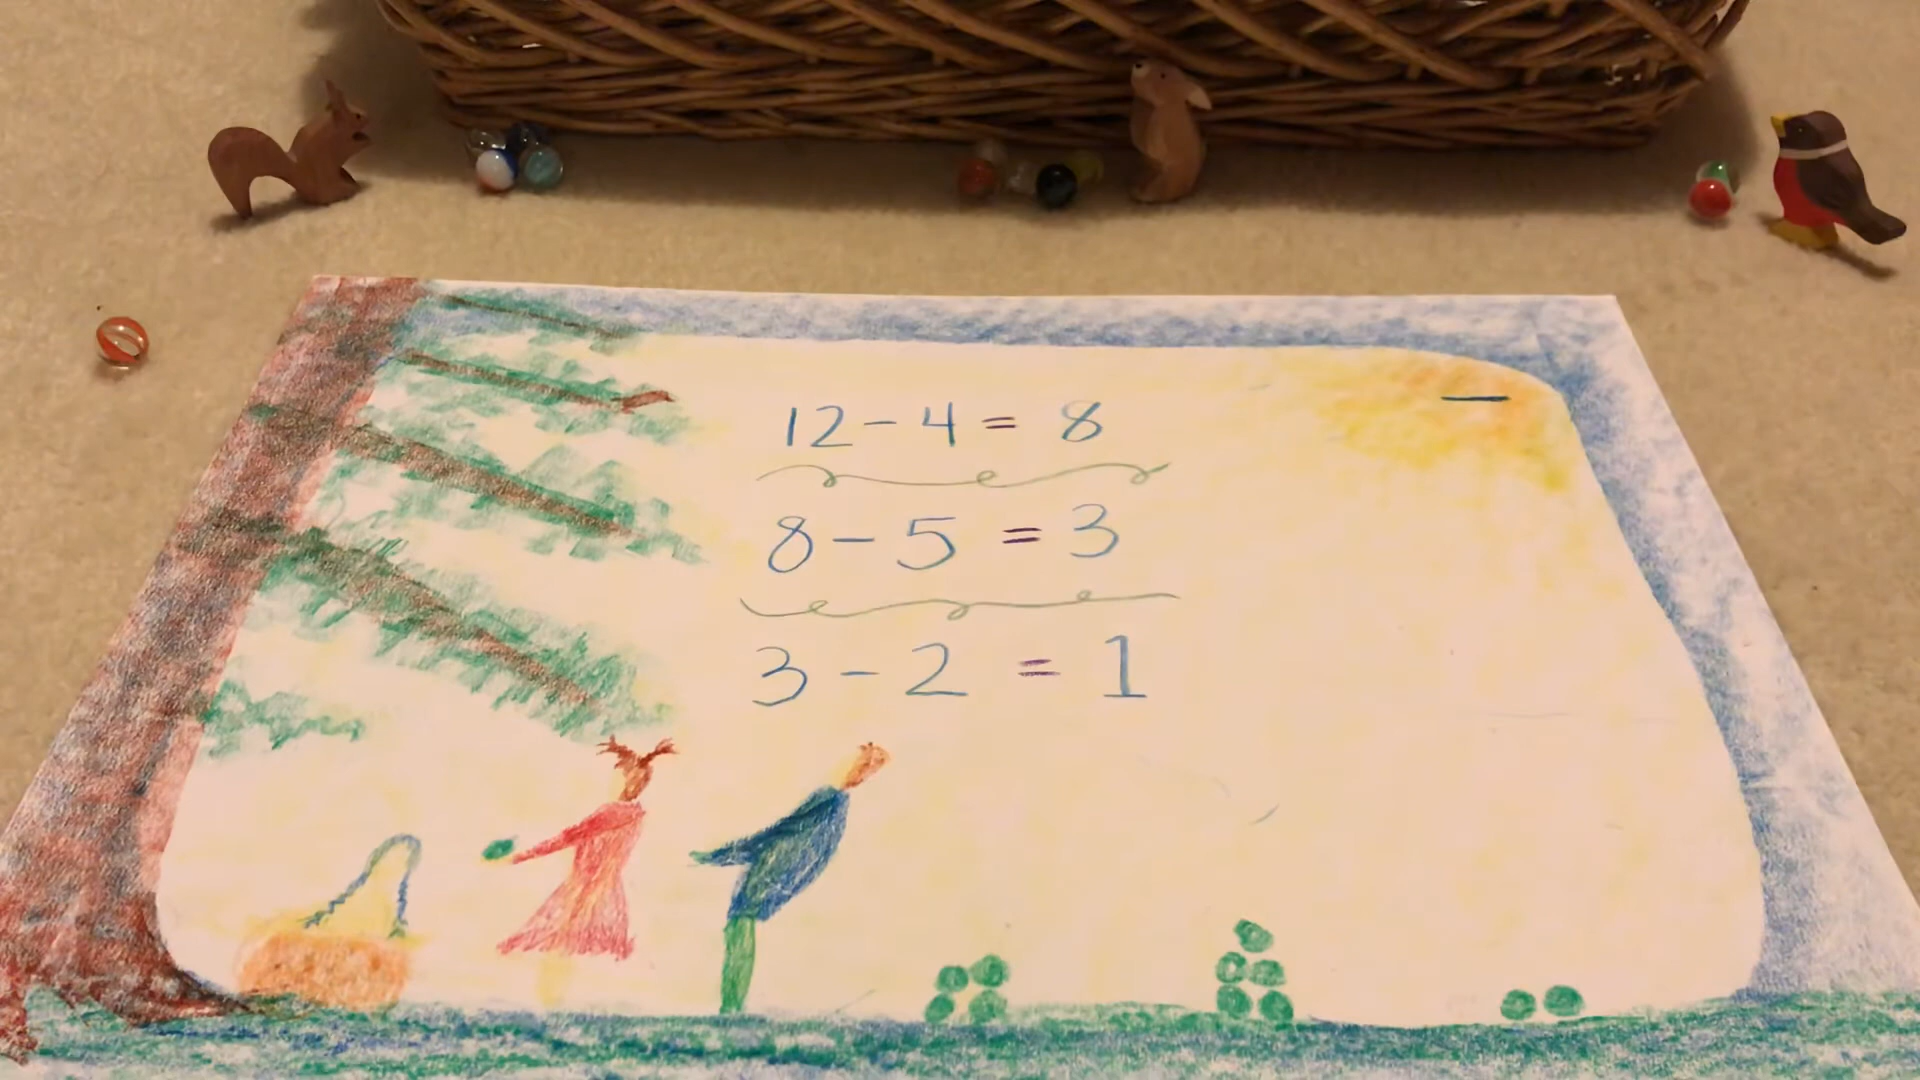 12 - 4 = 8
8 - 5 = 3
3 - 2 = 1